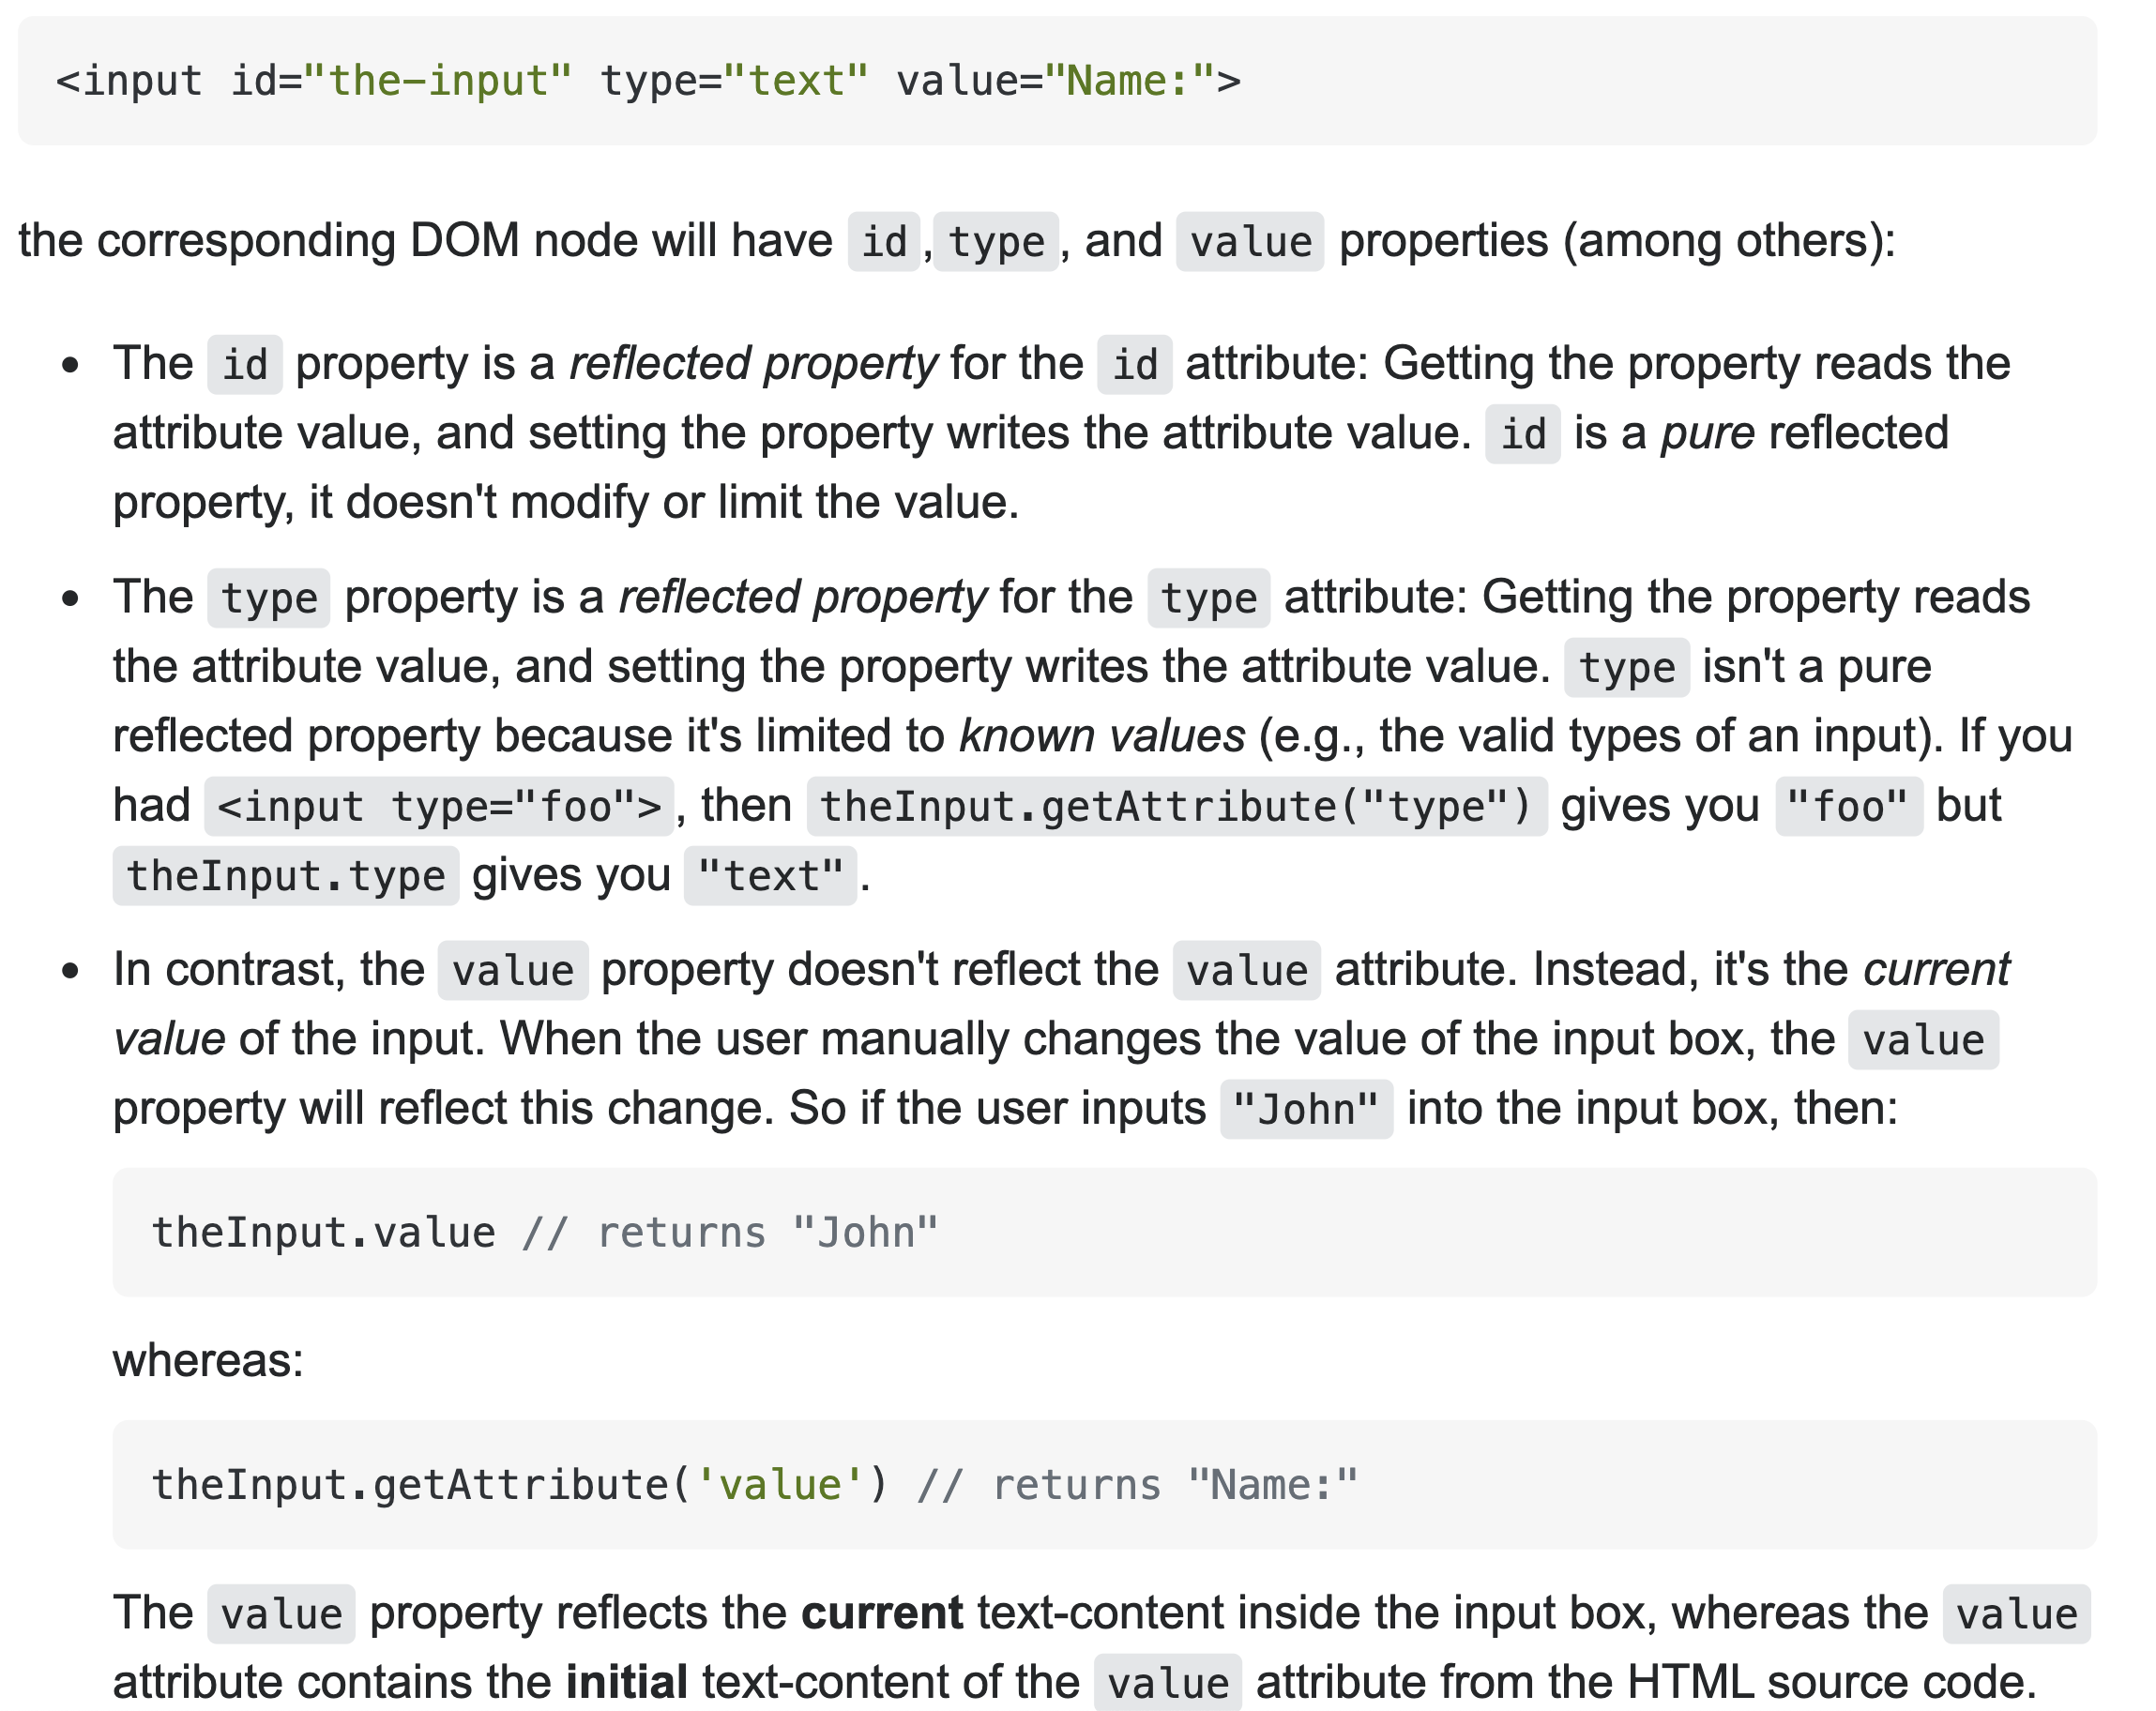 <input id="the-input" type="text" value="Name:">
the corresponding DOM node will have id,type, and value properties (among others):
• The id property is a reflected property for the id attribute: Getting the property reads the
attribute value, and setting the property writes the attribute value. id is a pure reflected
property, it doesn't modify or limit the value.
• The type property is a reflected property for the type attribute: Getting the property reads
the attribute value, and setting the property writes the attribute value. type isn't a pure
reflected property because it's limited to known values (e.g., the valid types of an input). If you
had <input type="foo">, then theInput.getAttribute("type") gives you "foo" but
theInput.type gives you "text".
• In contrast, the value property doesn't reflect the value attribute. Instead, it's the current
value of the input. When the user manually changes the value of the input box, the value
property will reflect this change. So if the user inputs "John" into the input box, then:
theInput.value // returns "John"
whereas:
theInput.getAttribute('value') // returns "Name:"
The value property reflects the current text-content inside the input box, whereas the value
attribute contains the initial text-content of the value attribute from the HTML source code.